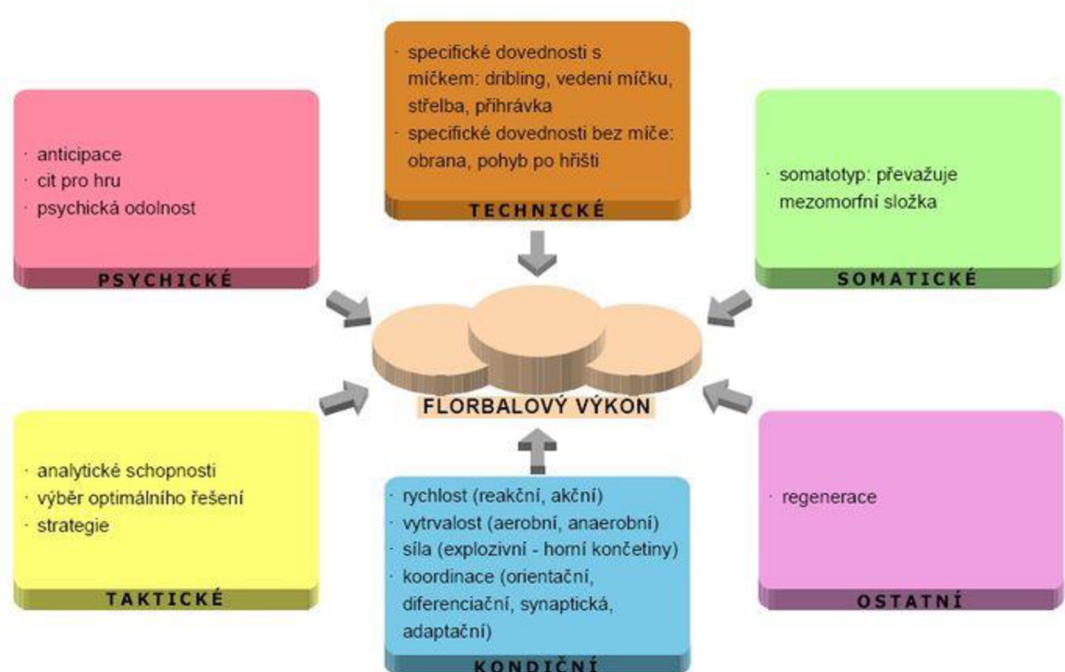 · specifické dovednosti s
míčkem: dribling, vedení míčku,
střelba, přihrávka
· specifické dovednosti bez míče:
obrana, pohyb po hřišti
TECHNICKÉ
· anticipace
· cit pro hru
· psychická odolnost
PSYCHICKÉ
· somatotyp: převažuje
mezomorfní složka
SOMATICKÉ
FLORBALOVÝ VÝKON
· analytické schopnosti
· výběr optimálního řešení
· strategie
TAKTICKÉ
· rychlost (reakční, akční)
· vytrvalost (aerobní, anaerobní)
· síla (explozivní - horní končetiny)
· koordinace (orientační,
diferenciační, synaptická,
adaptační)
KONDIČNÍ
· regenerace
OSTATNÍ